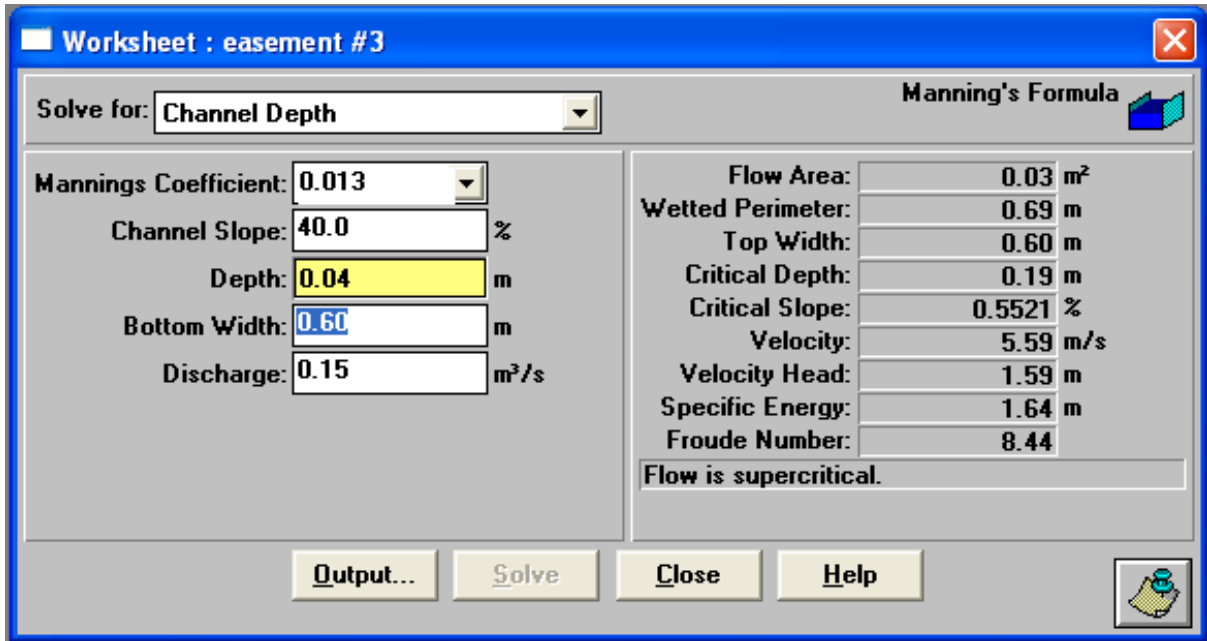 Worksheet : easement #3
Solve for: Channel Depth
Manning's Formula
Mannings Coefficient: 0.013
Channel Slope: 40.0 %
Depth: 0.04 m
Bottom Width: 0.60 m
Discharge: 0.15 m³/s
Flow Area: 0.03 m²
Wetted Perimeter: 0.69 m
Top Width: 0.60 m
Critical Depth: 0.19 m
Critical Slope: 0.5521 %
Velocity: 5.59 m/s
Velocity Head: 1.59 m
Specific Energy: 1.64 m
Froude Number: 8.44
Flow is supercritical.
Output... Solve Close Help